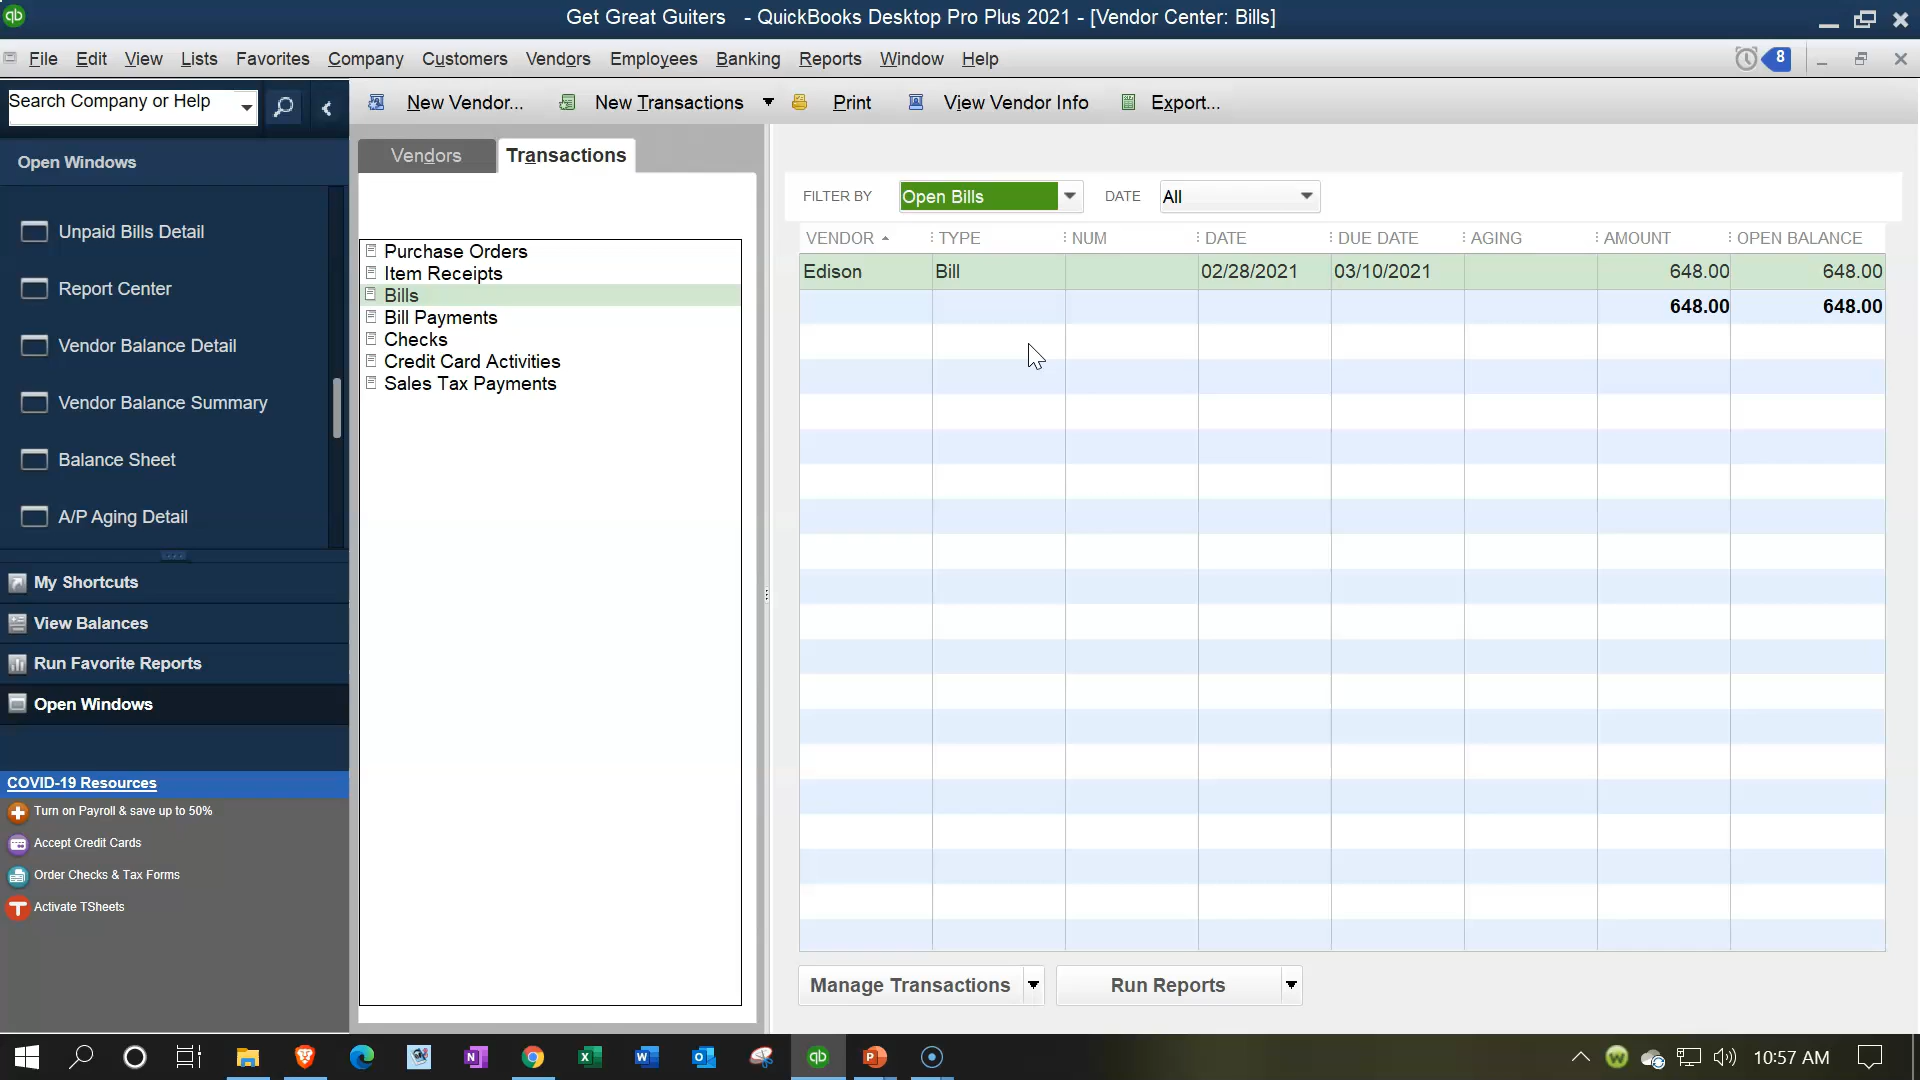 Get Great Guiters - QuickBooks Desktop Pro Plus 2021 - [Vendor Center: Bills]
File Edit View Lists Favorites Company Customers Vendors Employees Banking Reports Window Help
8
Search Company or Help
New Vendor... New Transactions Print View Vendor Info Export...
Open Windows
Unpaid Bills Detail
Report Center
Vendor Balance Detail
Vendor Balance Summary
Balance Sheet
A/P Aging Detail
My Shortcuts
View Balances
Run Favorite Reports
Open Windows
COVID-19 Resources
Turn on Payroll & save up to 50%
Accept Credit Cards
Order Checks & Tax Forms
Activate TSheets
Vendors Transactions
Purchase Orders
Item Receipts
Bills
Bill Payments
Checks
Credit Card Activities
Sales Tax Payments
FILTER BY Open Bills DATE All
VENDOR TYPE NUM DATE DUE DATE AGING AMOUNT OPEN BALANCE
Edison Bill 02/28/2021 03/10/2021 648.00 648.00
648.00 648.00
Manage Transactions Run Reports
10:57 AM